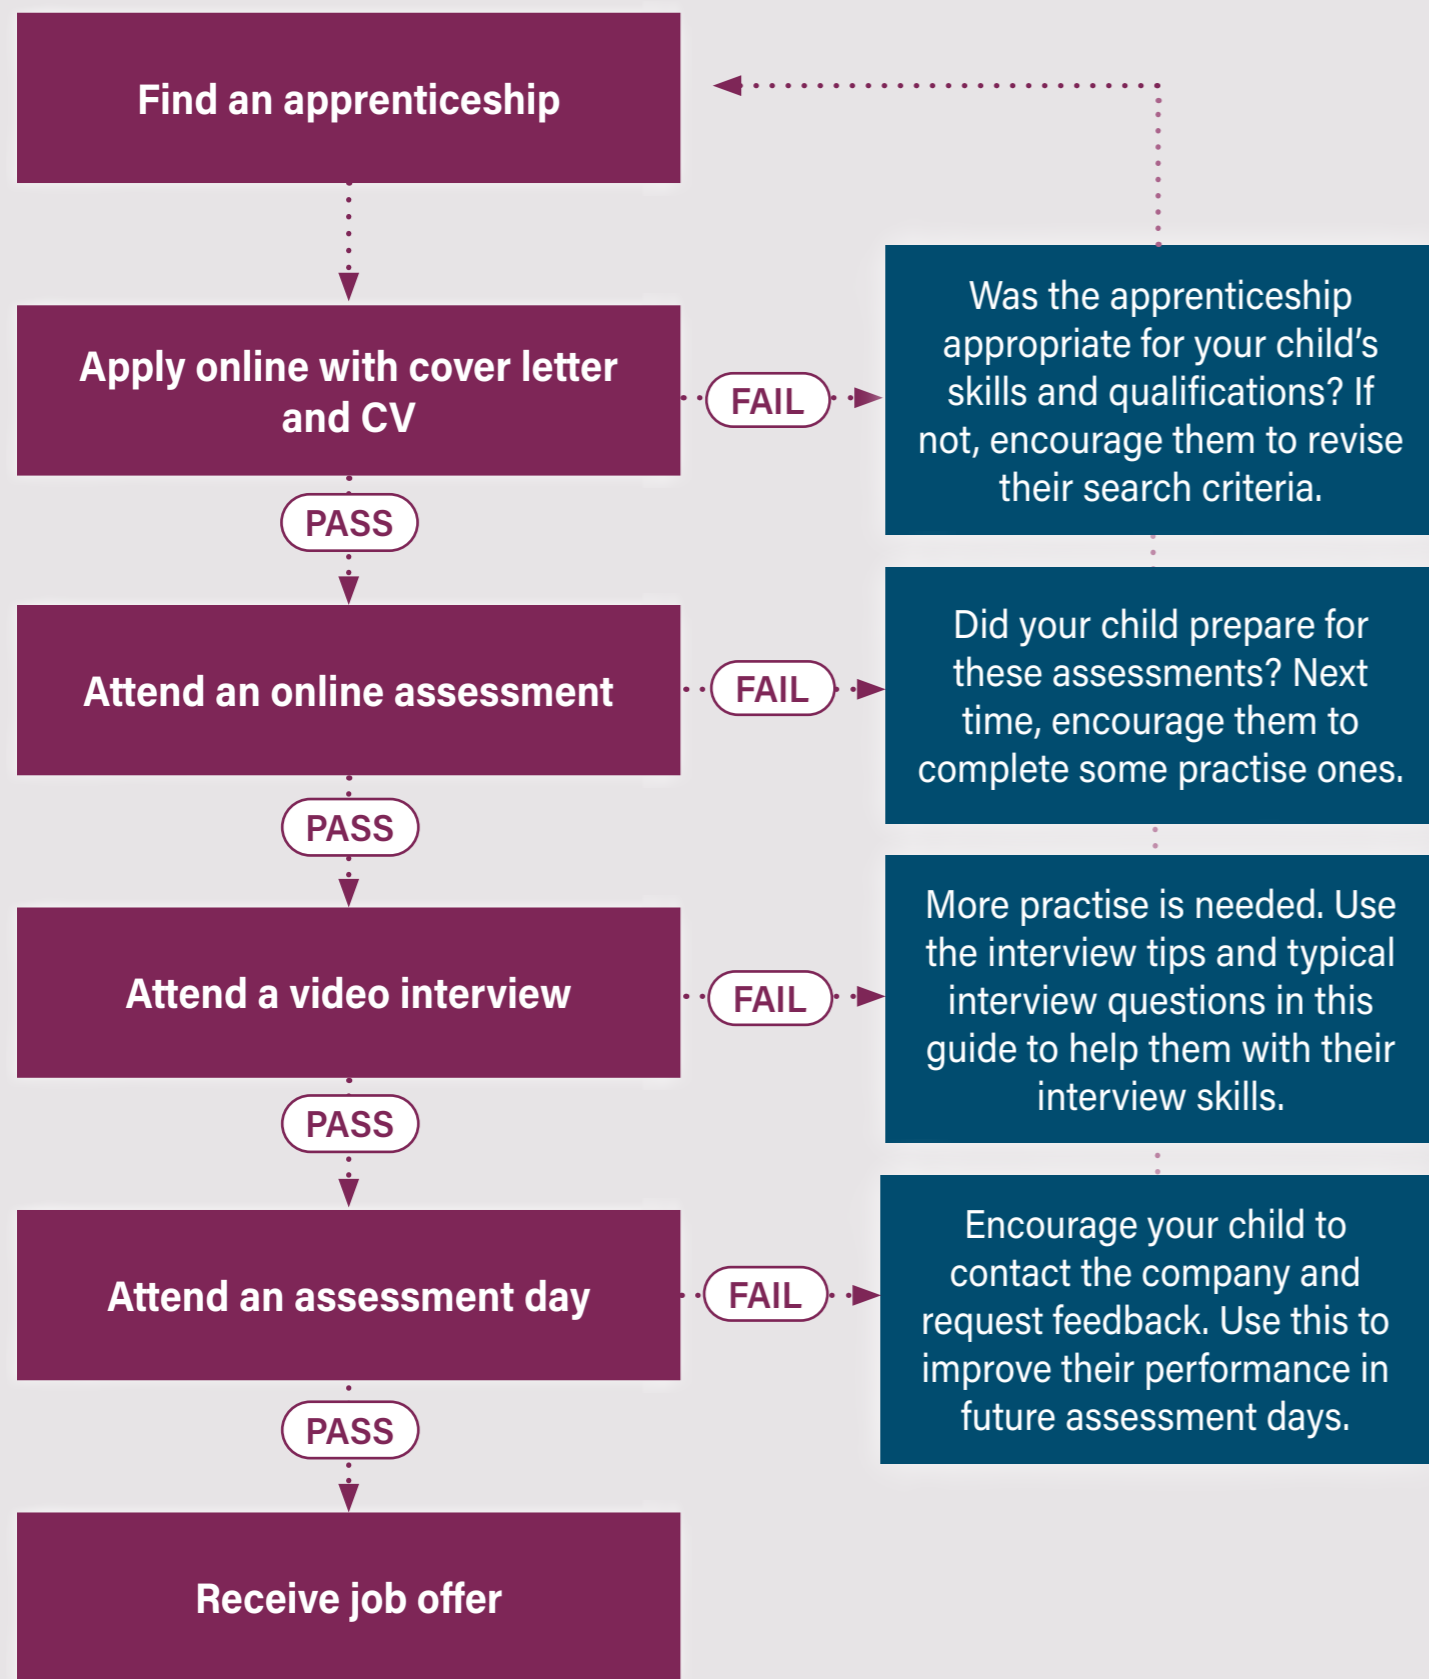 Find an apprenticeship
Apply online with cover letter
and CV
FAIL
Was the apprenticeship
appropriate for your child's
skills and qualifications? If
not, encourage them to revise
their search criteria.
PASS
Attend an online assessment
FAIL
Did your child prepare for
these assessments? Next
time, encourage them to
complete some practise ones.
PASS
Attend a video interview
FAIL
More practise is needed. Use
the interview tips and typical
interview questions in this
guide to help them with their
interview skills.
PASS
Attend an assessment day
FAIL
Encourage your child to
contact the company and
request feedback. Use this to
improve their performance in
future assessment days.
PASS
Receive job offer